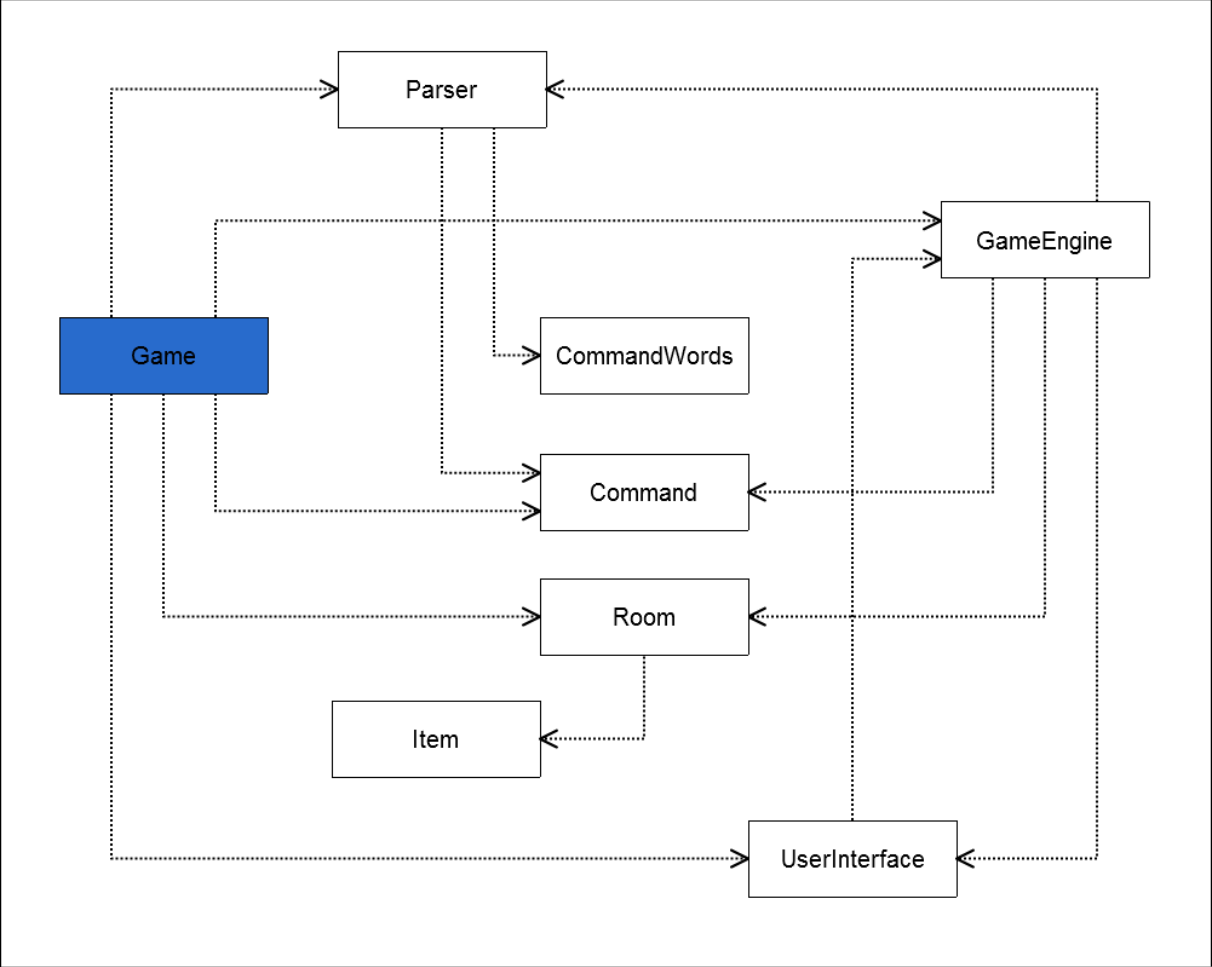 Parser
GameEngine
Game
CommandWords
Command
Room
Item
UserInterface